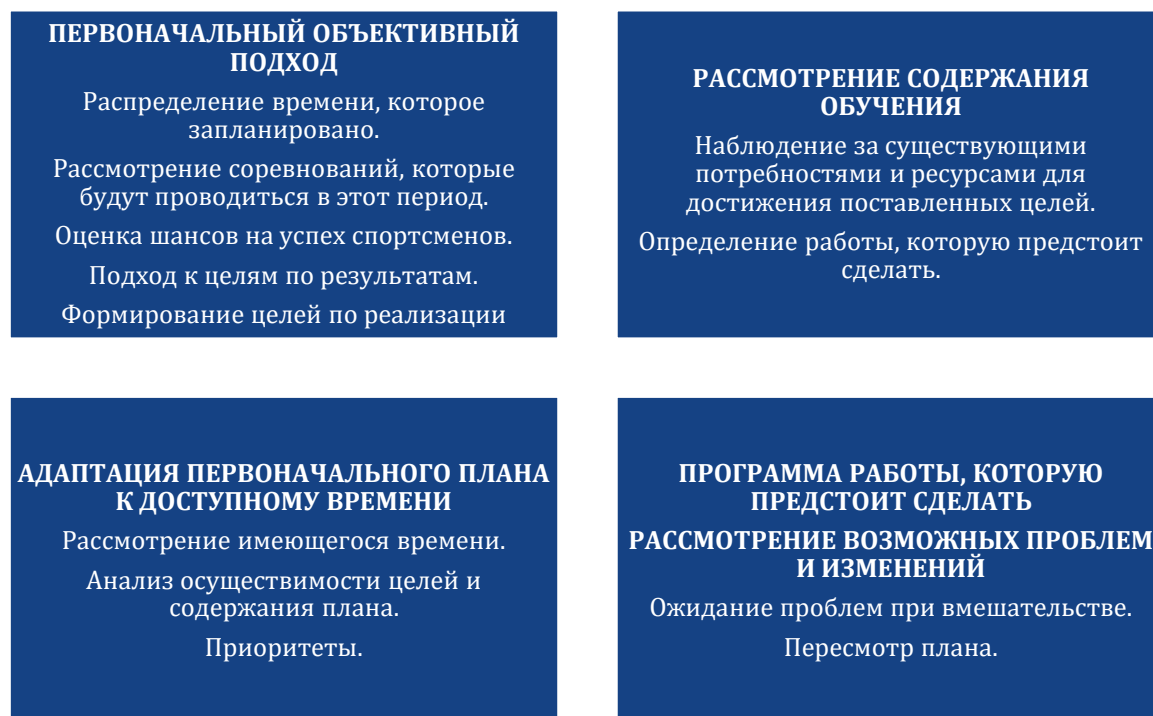 ПЕРВОНАЧАЛЬНЫЙ ОБЪЕКТИВНЫЙ
ПОДХОД
Распределение времени, которое
запланировано.
Рассмотрение соревнований, которые
будут проводиться в этот период.
Оценка шансов на успех спортсменов.
Подход к целям по результатам.
Формирование целей по реализации
РАССМОТРЕНИЕ СОДЕРЖАНИЯ
ОБУЧЕНИЯ
Наблюдение за существующими
потребностями и ресурсами для
достижения поставленных целей.
Определение работы, которую предстоит
сделать.
АДАПТАЦИЯ ПЕРВОНАЧАЛЬНОГО ПЛАНА
К ДОСТУПНОМУ ВРЕМЕНИ
Рассмотрение имеющегося времени.
Анализ осуществимости целей и
содержания плана.
Приоритеты.
ПРОГРАММА РАБОТЫ, КОТОРУЮ
ПРЕДСТОИТ СДЕЛАТЬ
РАССМОТРЕНИЕ ВОЗМОЖНЫХ ПРОБЛЕМ
И ИЗМЕНЕНИЙ
Ожидание проблем при вмешательстве.
Пересмотр плана.